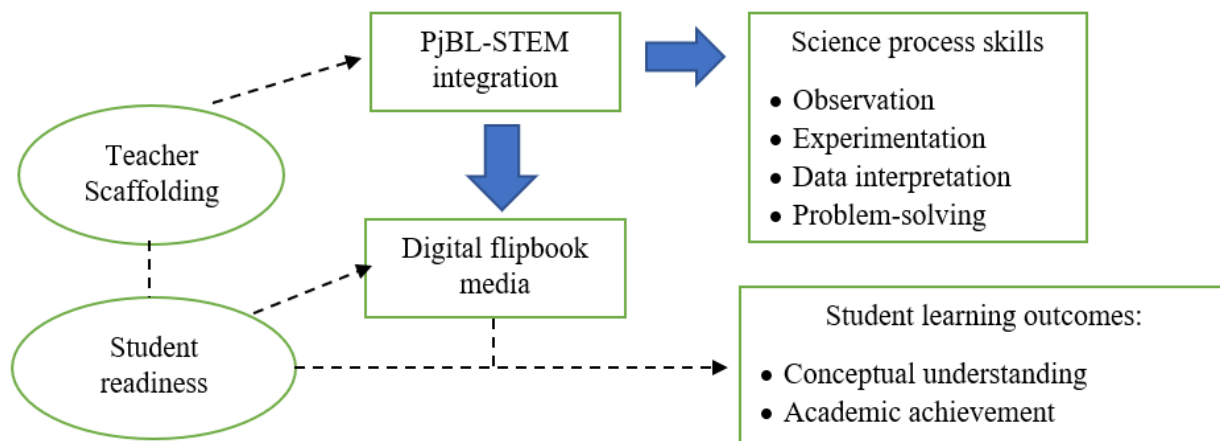 PjBL-STEM
integration
Science process skills
• Observation
• Experimentation
• Data interpretation
• Problem-solving
Teacher
Scaffolding
Digital flipbook
media
Student
readiness
Student learning outcomes:
• Conceptual understanding
• Academic achievement